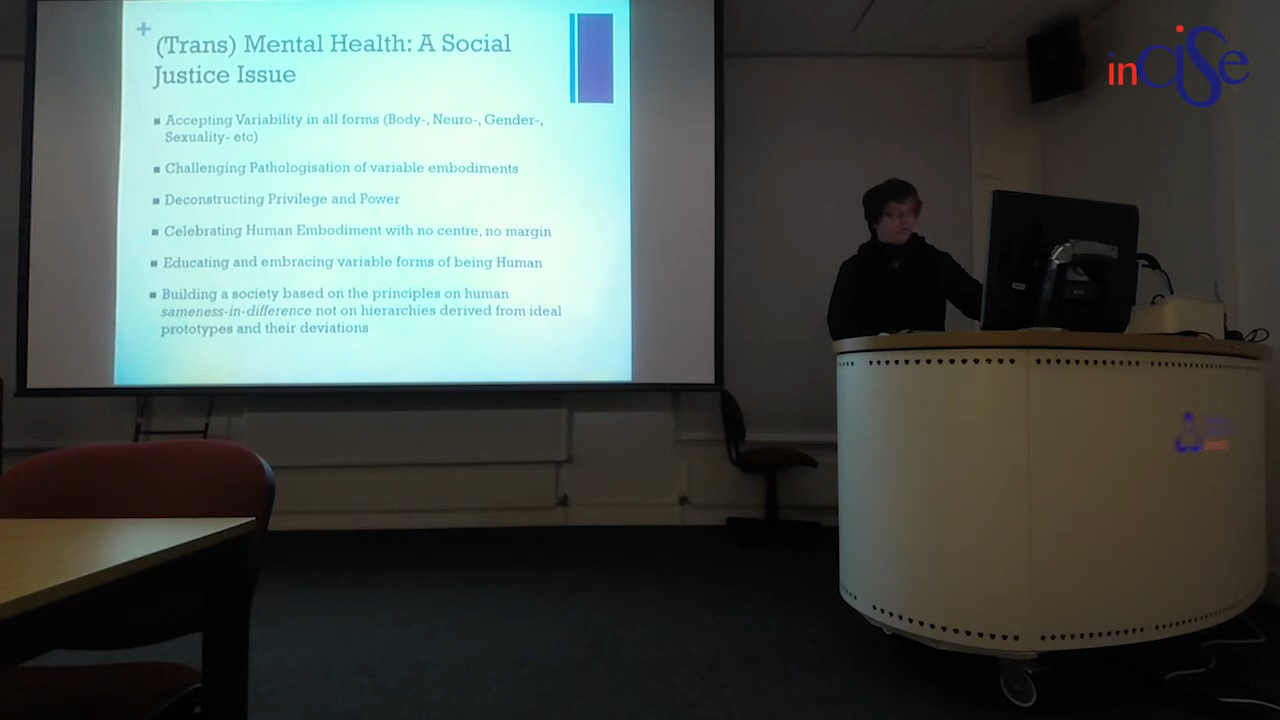 (Trans) Mental Health: A Social
Justice Issue
Accepting Variability in all forms (Body-, Neuro-, Gender-,
Sexuality- etc)
Challenging Pathologisation of variable embodiments
Deconstructing Privilege and Power
Celebrating Human Embodiment with no centre, no margin
Educating and embracing variable forms of being Human
Building a society based on the principles on human
sameness-in-difference not on hierarchies derived from ideal
prototypes and their deviations
inCISe